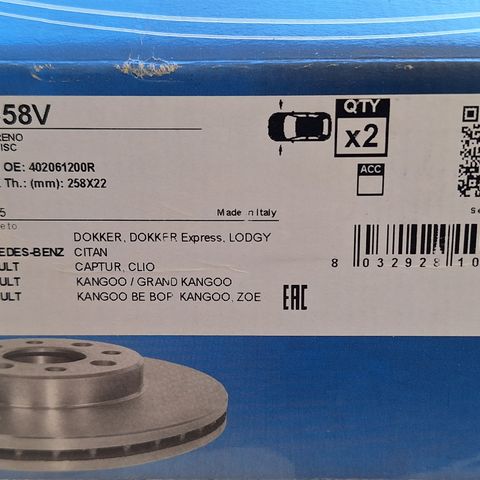 58V
QTY
x2
RENO
ISC
OE: 402061200R
Th.: (mm): 258X22
ACC
5
Made in Italy
eto
DOKKER, DOKKER Express, LODGY
EDES-BENZ CITAN
ULT CAPTUR, CLIO
ULT KANGOO / GRAND KANGOO
ULT KANGOO BE BOP, KANGOO, ZOE
8 032928 10
EAC